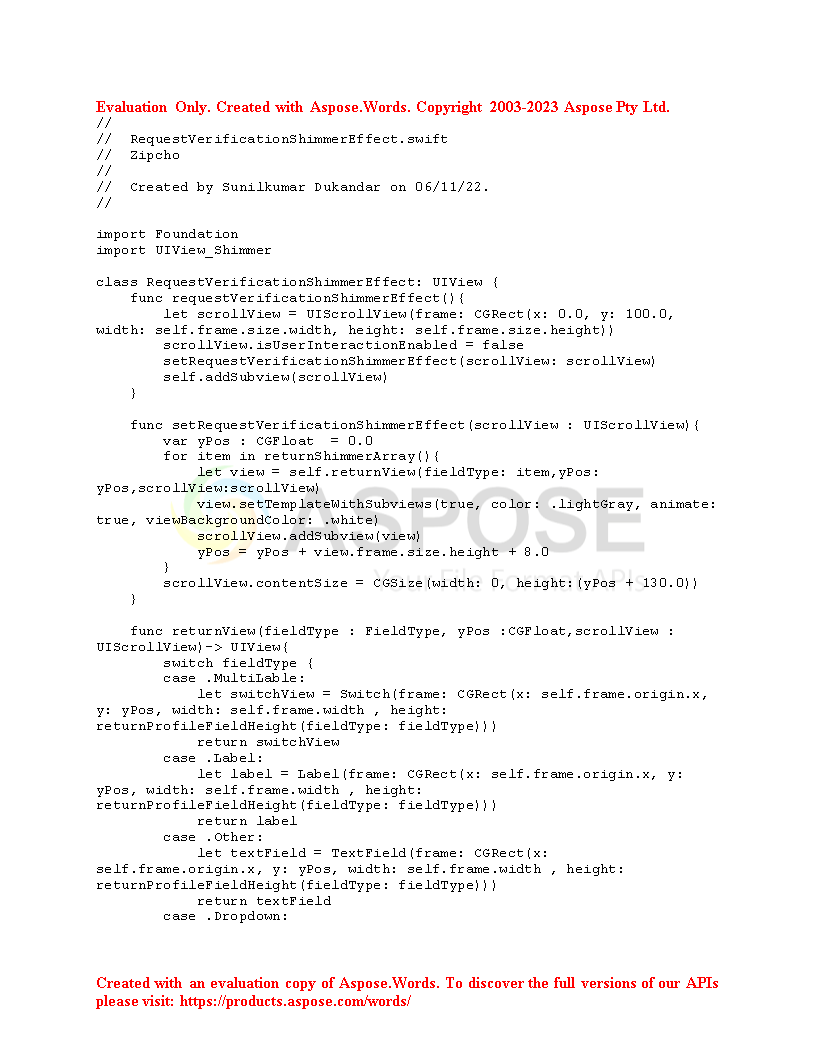 Evaluation Only. Created with Aspose.Words. Copyright 2003-2023 Aspose Pty Ltd.
//
//  RequestVerificationShimmerEffect.swift
//  Zipcho
//
//  Created by Sunilkumar Dukandar on 06/11/22.
//
import Foundation
import UIView_Shimmer
class RequestVerificationShimmerEffect: UIView {
    func requestVerificationShimmerEffect(){
        let scrollView = UIScrollView(frame: CGRect(x: 0.0, y: 100.0,
width: self.frame.size.width, height: self.frame.size.height))
        scrollView.isUserInteractionEnabled = false
        setRequestVerificationShimmerEffect(scrollView: scrollView)
        self.addSubview(scrollView)
    }
    func setRequestVerificationShimmerEffect(scrollView : UIScrollView){
        var yPos : CGFloat  = 0.0
        for item in returnShimmerArray(){
            let view = self.returnView(fieldType: item,yPos:
yPos,scrollView:scrollView)
            view.setTemplateWithSubviews(true, color: .lightGray, animate:
true, viewBackgroundColor: .white)
            scrollView.addSubview(view)
            yPos = yPos + view.frame.size.height + 8.0
        }
        scrollView.contentSize = CGSize(width: 0, height:(yPos + 130.0))
    }
    func returnView(fieldType : FieldType, yPos :CGFloat,scrollView :
UIScrollView)-> UIView{
        switch fieldType {
        case .MultiLable:
            let switchView = Switch(frame: CGRect(x: self.frame.origin.x,
y: yPos, width: self.frame.width , height:
returnProfileFieldHeight(fieldType: fieldType)))
            return switchView
        case .Label:
            let label = Label(frame: CGRect(x: self.frame.origin.x, y:
yPos, width: self.frame.width , height:
returnProfileFieldHeight(fieldType: fieldType)))
            return label
        case .Other:
            let textField = TextField(frame: CGRect(x:
self.frame.origin.x, y: yPos, width: self.frame.width , height:
returnProfileFieldHeight(fieldType: fieldType)))
            return textField
        case .Dropdown:
ASPOSE
Your File Format APIs
Created with an evaluation copy of Aspose.Words. To discover the full versions of our APIs
please visit: https://products.aspose.com/words/